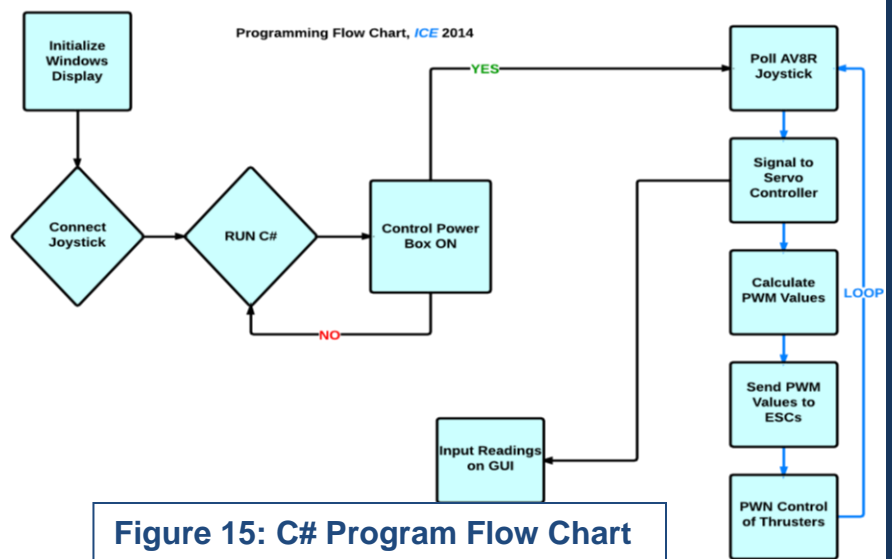 Programming Flow Chart, ICE 2014
Initialize
Windows
Display
Connect
Joystick
RUN C#
Control Power
Box ON
YES
NO
Poll AV8R
Joystick
Signal to
Servo
Controller
Calculate
PWM Values
LOOP
Send PWM
Values to
ESCs
PWN Control
of Thrusters
Input Readings
on GUI
Figure 15: C# Program Flow Chart